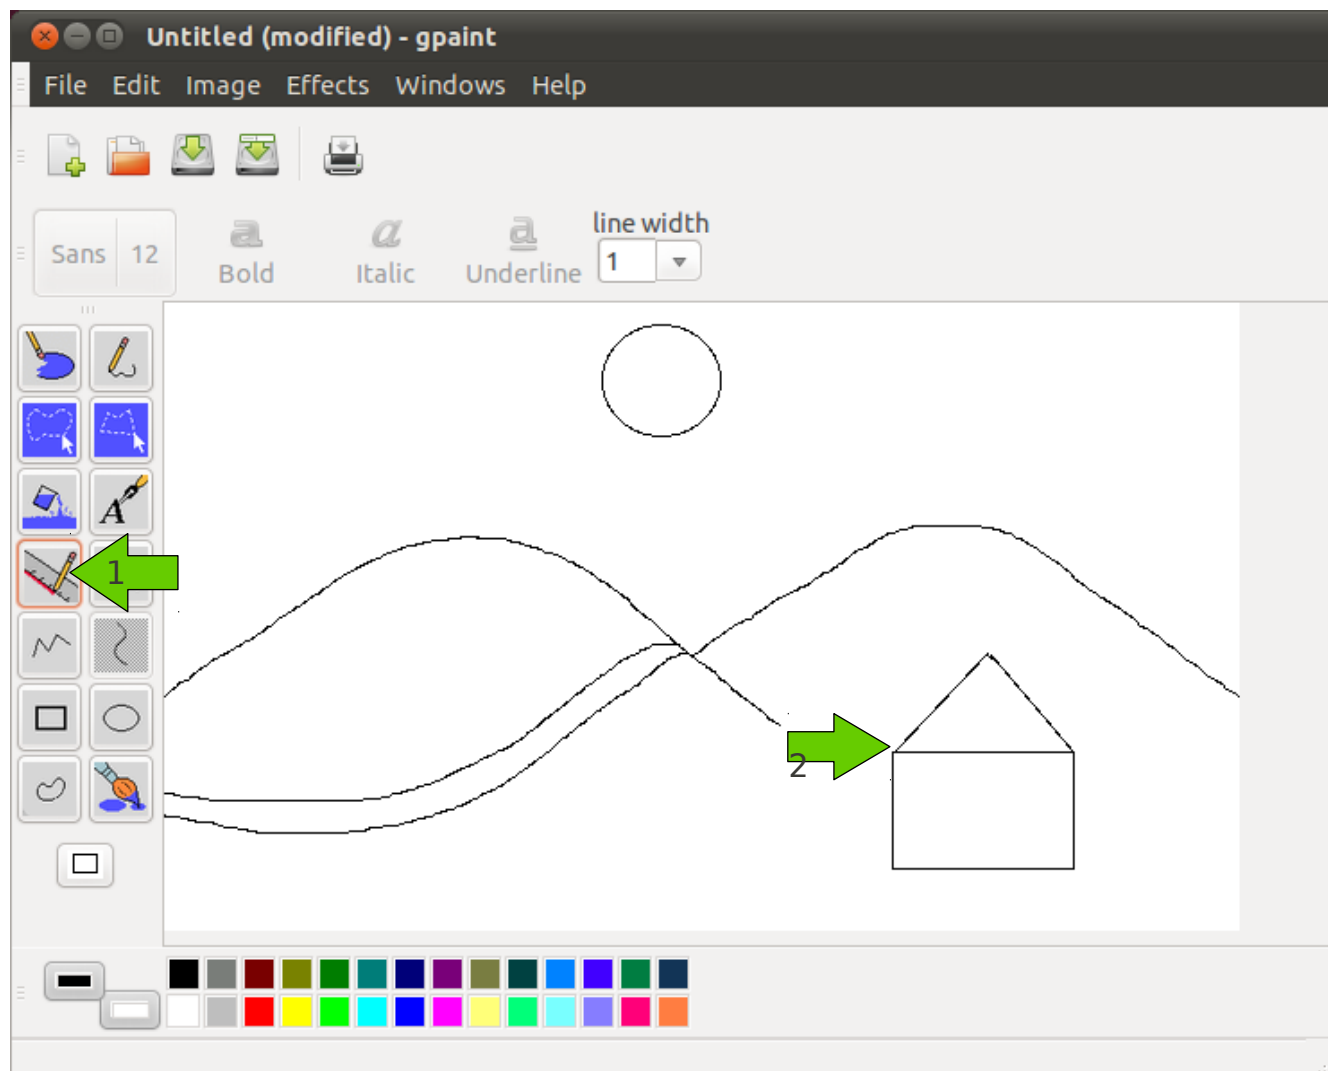 Untitled (modified) - gpaint
File Edit Image Effects Windows Help
line width
Sans 12 Bold Italic Underline 1
A
1
2